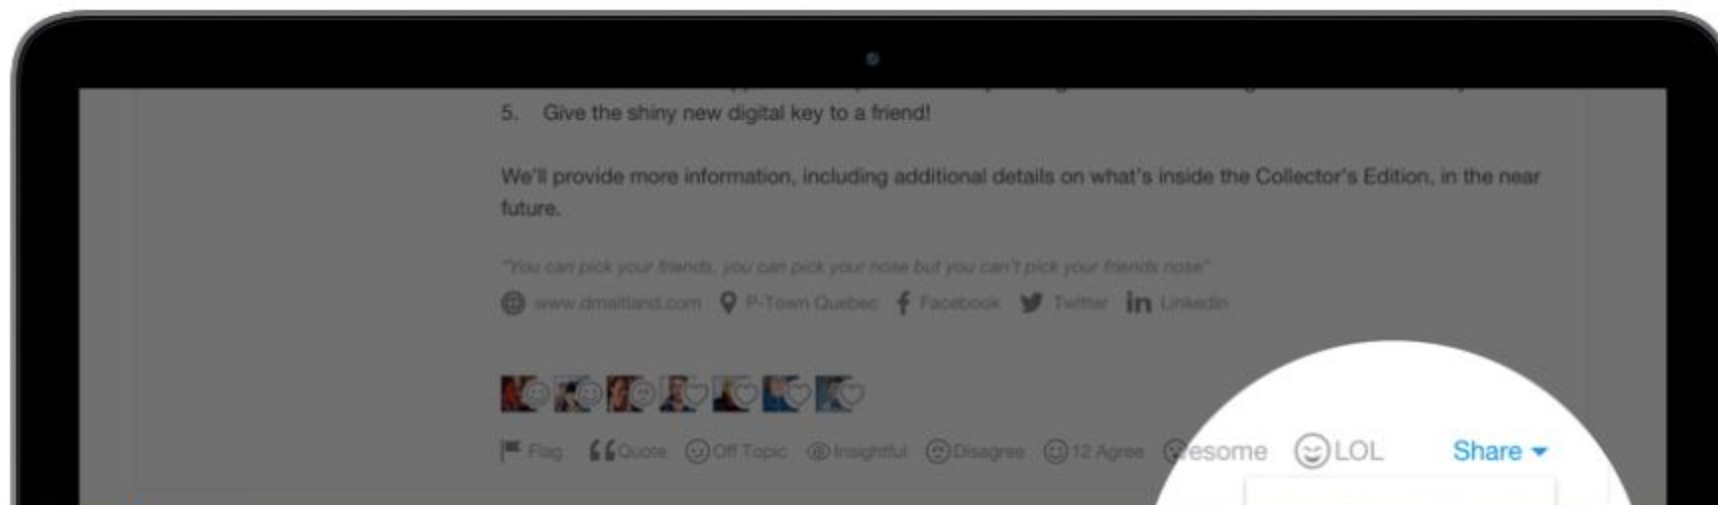 5. Give the shiny new digital key to a friend!
We'll provide more information, including additional details on what's inside the Collector's Edition, in the near
future.
"You can pick your friends, you can pick your nose but you can't pick your friends nose"
www.dmaitland.com P-Town Quebec Facebook Twitter in LinkedIn
Flag Quote Off Topic Insightful Disagree 12 Agree esome LOL Share